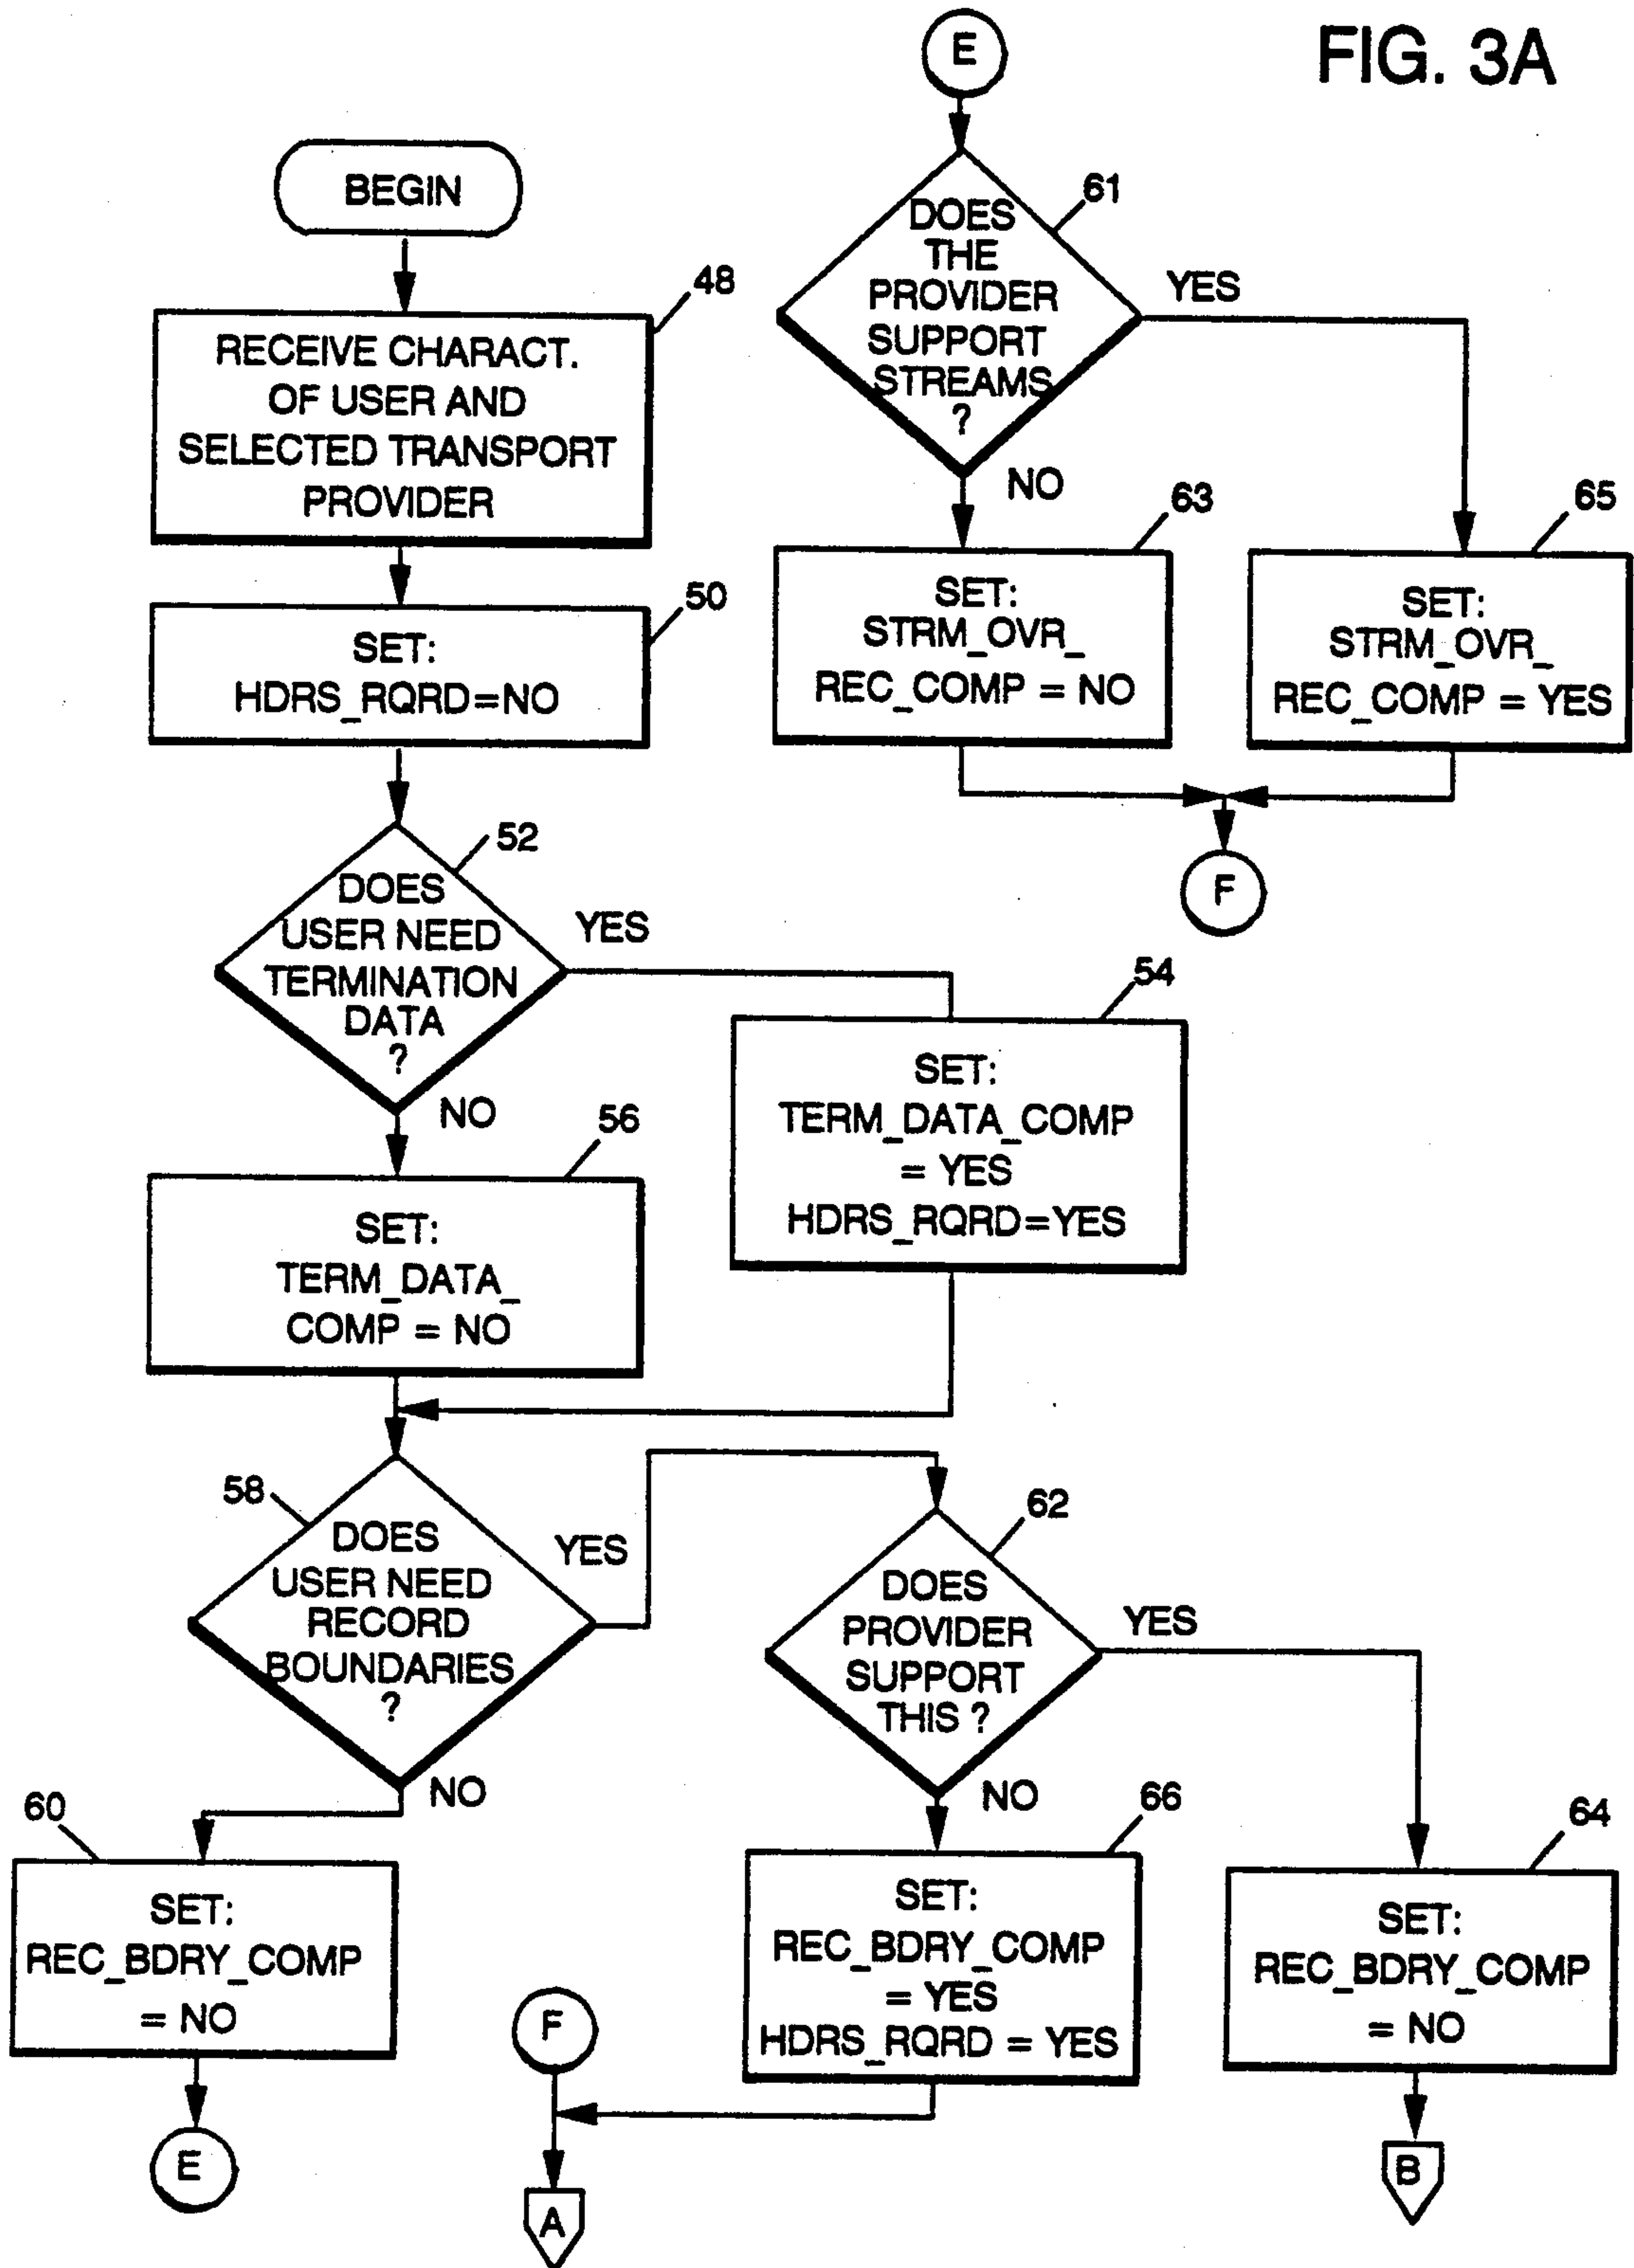 FIG. 3A
BEGIN
48
RECEIVE CHARACT.
OF USER AND
SELECTED TRANSPORT
PROVIDER
50
SET:
HDRS_RQRD=NO
52
DOES
USER NEED
TERMINATION
DATA
?
YES
NO
54
SET:
TERM_DATA_COMP
= YES
HDRS_RQRD=YES
56
SET:
TERM_DATA_
COMP = NO
58
DOES
USER NEED
RECORD
BOUNDARIES
?
YES
NO
60
SET:
REC_BDRY_COMP
= NO
E
62
DOES
PROVIDER
SUPPORT
THIS ?
YES
NO
66
SET:
REC_BDRY_COMP
= YES
HDRS_RQRD = YES
F
A
64
SET:
REC_BDRY_COMP
= NO
B
E
61
DOES
THE
PROVIDER
SUPPORT
STREAMS
?
YES
NO
63
SET:
STRM_OVR_
REC_COMP = NO
65
SET:
STRM_OVR_
REC_COMP = YES
F